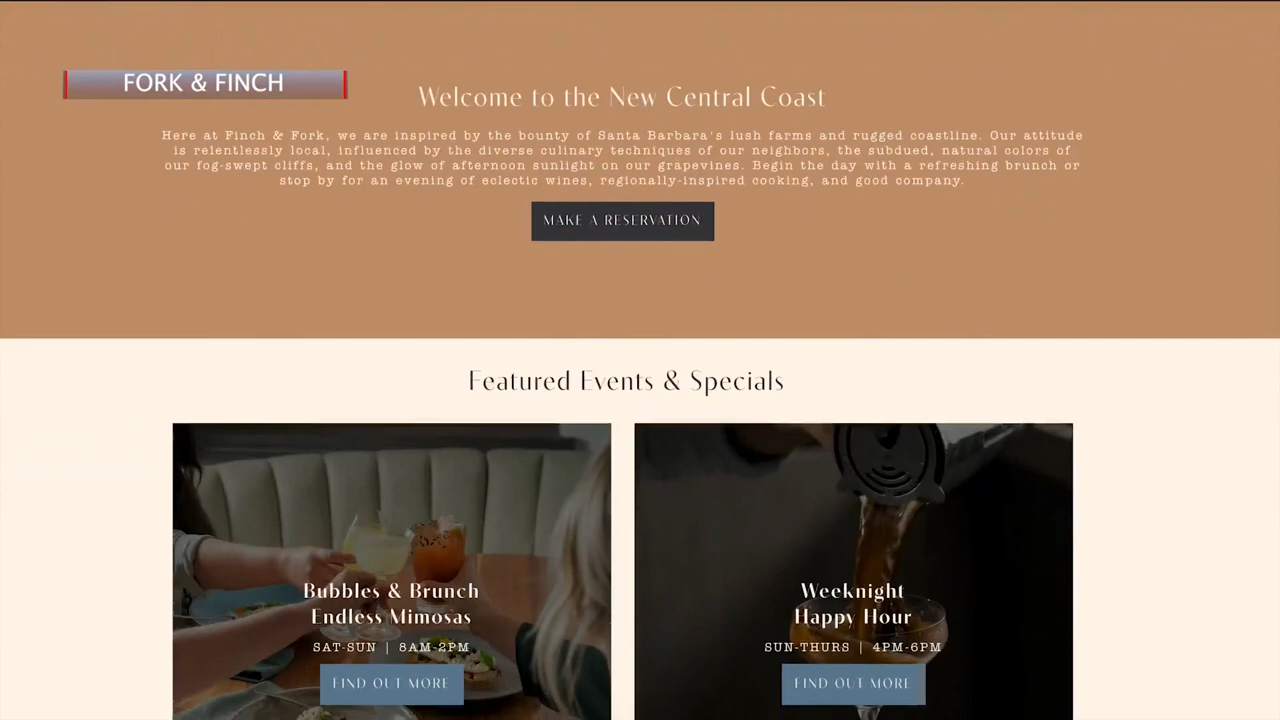 FORK & FINCH
Welcome to the New Central Coast
Here at Finch & Fork, we are inspired by the bounty of Santa Barbara's lush farms and rugged coastline. Our attitude
is relentlessly local, influenced by the diverse culinary techniques of our neighbors, the subdued, natural colors of
our fog-swept cliffs, and the glow of afternoon sunlight on our grapevines. Begin the day with a refreshing brunch or
stop by for an evening of eclectic wines, regionally-inspired cooking, and good company.
MAKE A RESERVATION
Featured Events & Specials
Bubbles & Brunch
Endless Mimosas
SAT-SUN | 8AM-2PM
FIND OUT MORE
Weeknight
Happy Hour
SUN-THURS | 4PM-6PM
FIND OUT MORE